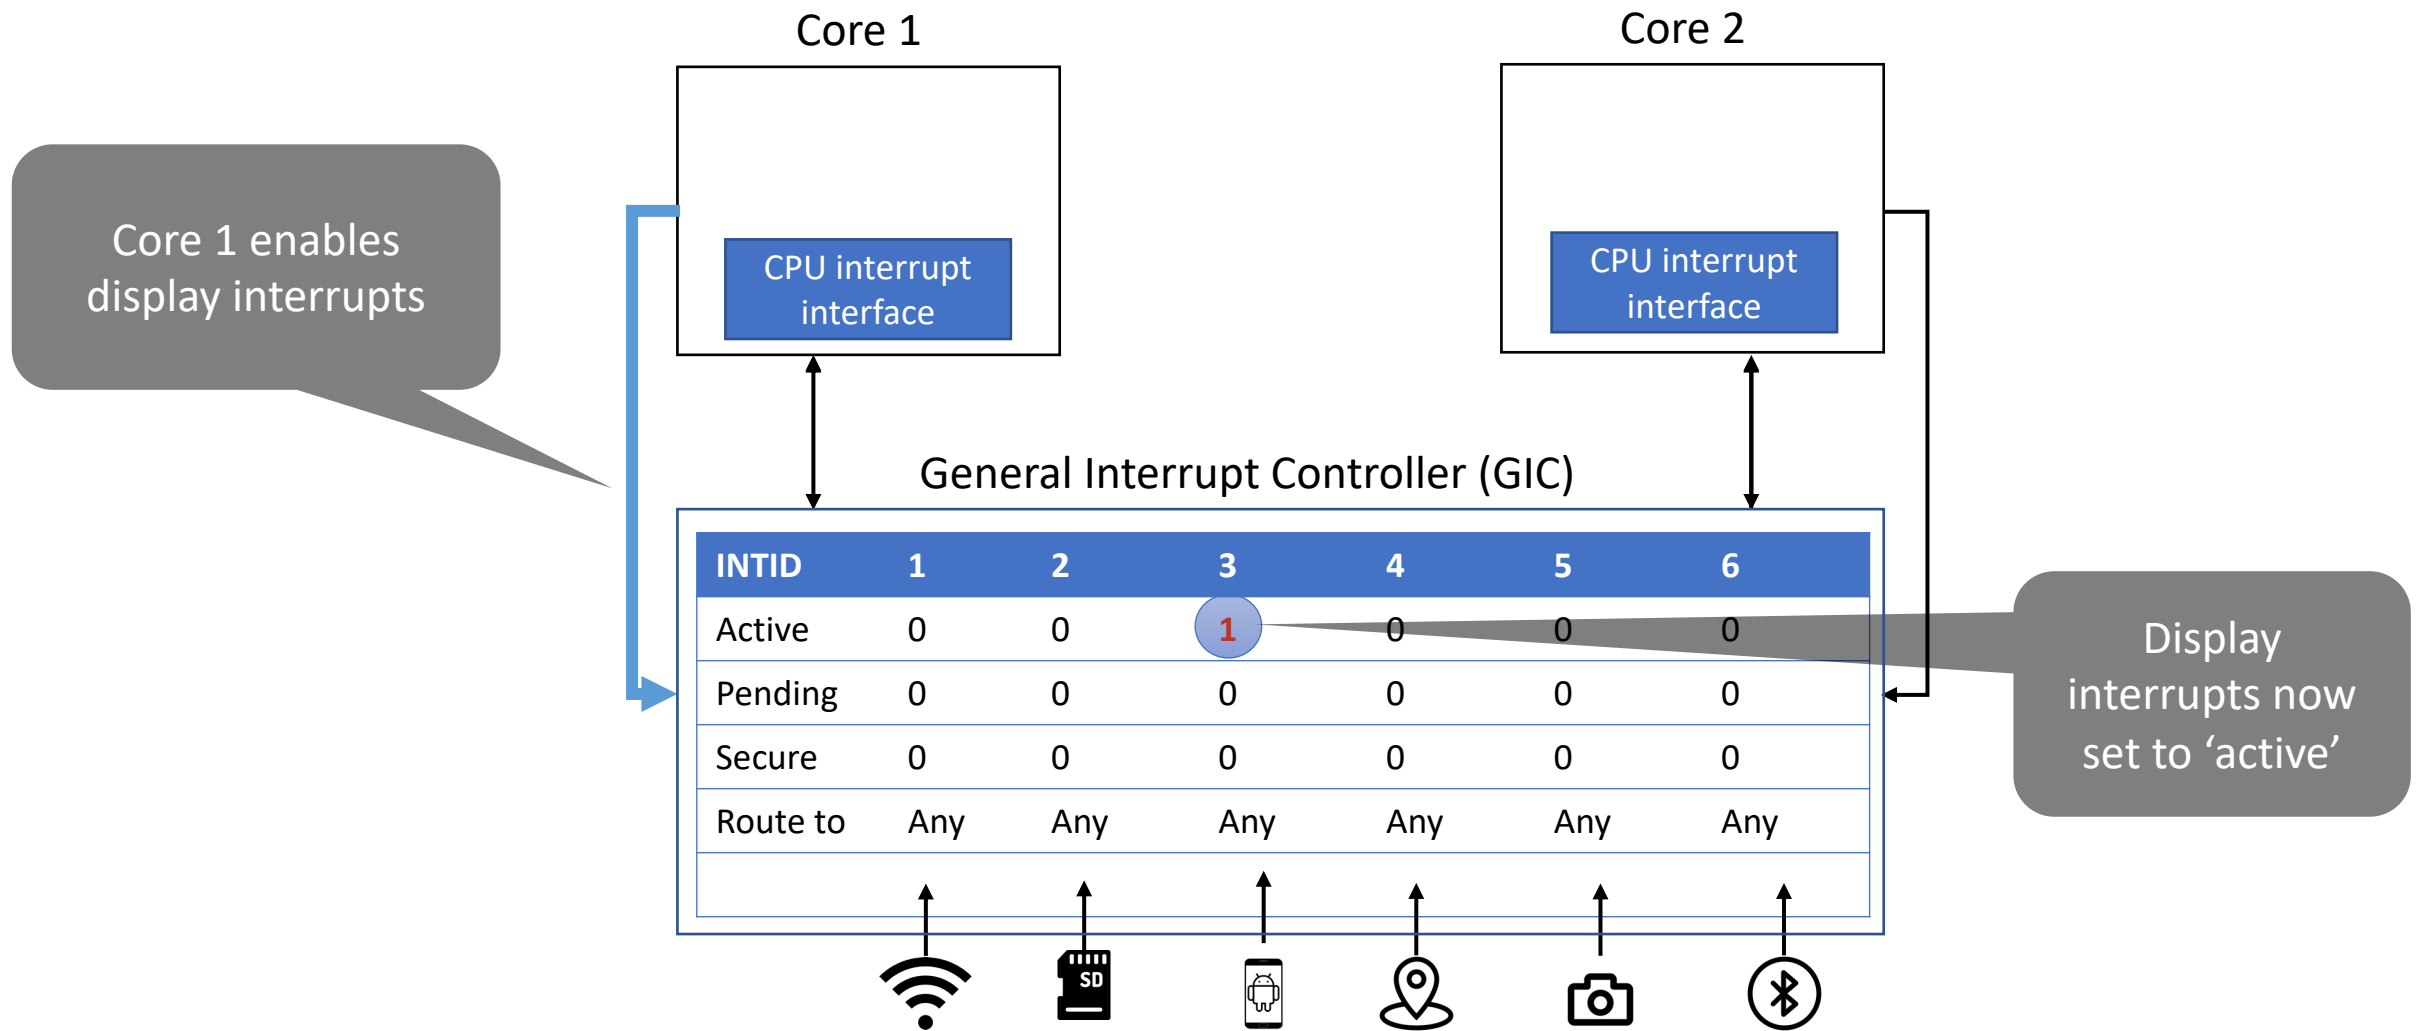 Core 1
Core 2
Core 1 enables
display interrupts
CPU interrupt
interface
CPU interrupt
interface
General Interrupt Controller (GIC)
INTID 1 2 3 4 5 6
Active 0 0 1 0 0 0
Pending 0 0 0 0 0 0
Secure 0 0 0 0 0 0
Route to Any Any Any Any Any Any
Display
interrupts now
set to ‘active’
SD